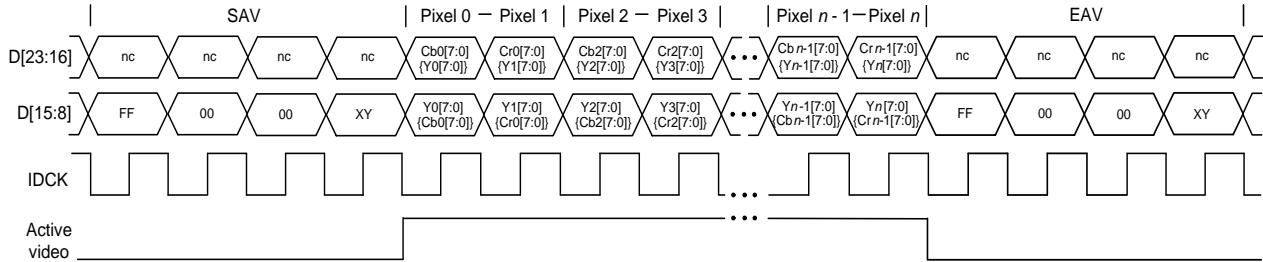 SAV Pixel 0 — Pixel 1 Pixel 2 — Pixel 3 Pixel n - 1—Pixel n EAV
D[23:16] nc nc nc nc Cb0[7:0] Cr0[7:0] Cb2[7:0] Cr2[7:0] ••• Cbn-1[7:0] Crn-1[7:0] nc nc nc nc
{Y0[7:0]} {Y1[7:0]} {Y2[7:0]} {Y3[7:0]} {Yn-1[7:0]} {Yn[7:0]}
D[15:8] FF 00 00 XY Y0[7:0] Y1[7:0] Y2[7:0] Y3[7:0] ••• Yn-1[7:0] Yn[7:0] FF 00 00 XY
{Cb0[7:0]} {Cr0[7:0]} {Cb2[7:0]} {Cr2[7:0]} {Cbn-1[7:0]} {Crn-1[7:0]}
IDCK •••
Active •••
video